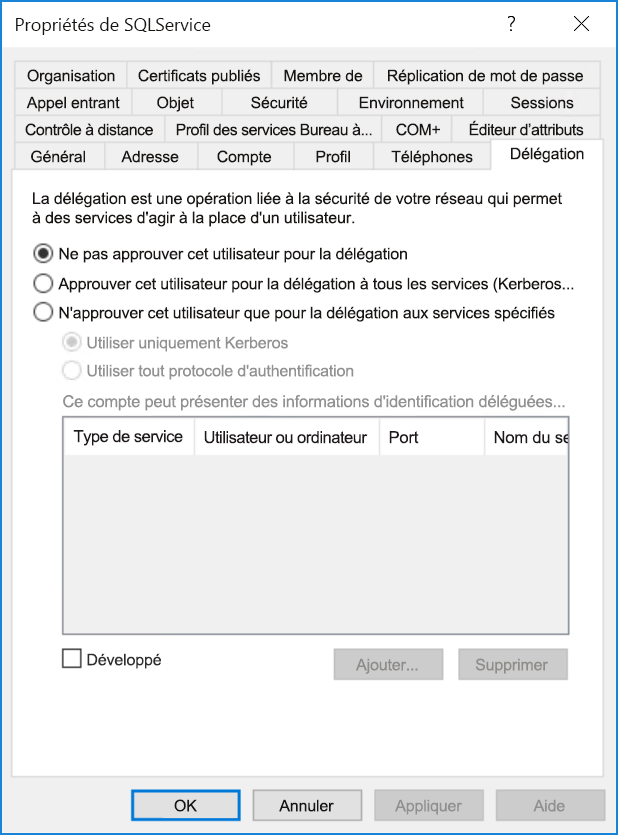 Propriétés de SQLService
?
Organisation Certificats publiés Membre de Réplication de mot de passe
Appel entrant Objet Sécurité Environnement Sessions
Contrôle à distance Profil des services Bureau à... COM+ Éditeur d'attributs
Général Adresse Compte Profil Téléphones Délégation
La délégation est une opération liée à la sécurité de votre réseau qui permet
à des services d'agir à la place d'un utilisateur.
Ne pas approuver cet utilisateur pour la délégation
Approuver cet utilisateur pour la délégation à tous les services (Kerberos...
N'approuver cet utilisateur que pour la délégation aux services spécifiés
Utiliser uniquement Kerberos
Utiliser tout protocole d'authentification
Ce compte peut présenter des informations d'identification déléguées...
Type de service Utilisateur ou ordinateur Port Nom du se
Développé Ajouter... Supprimer
OK Annuler Appliquer Aide